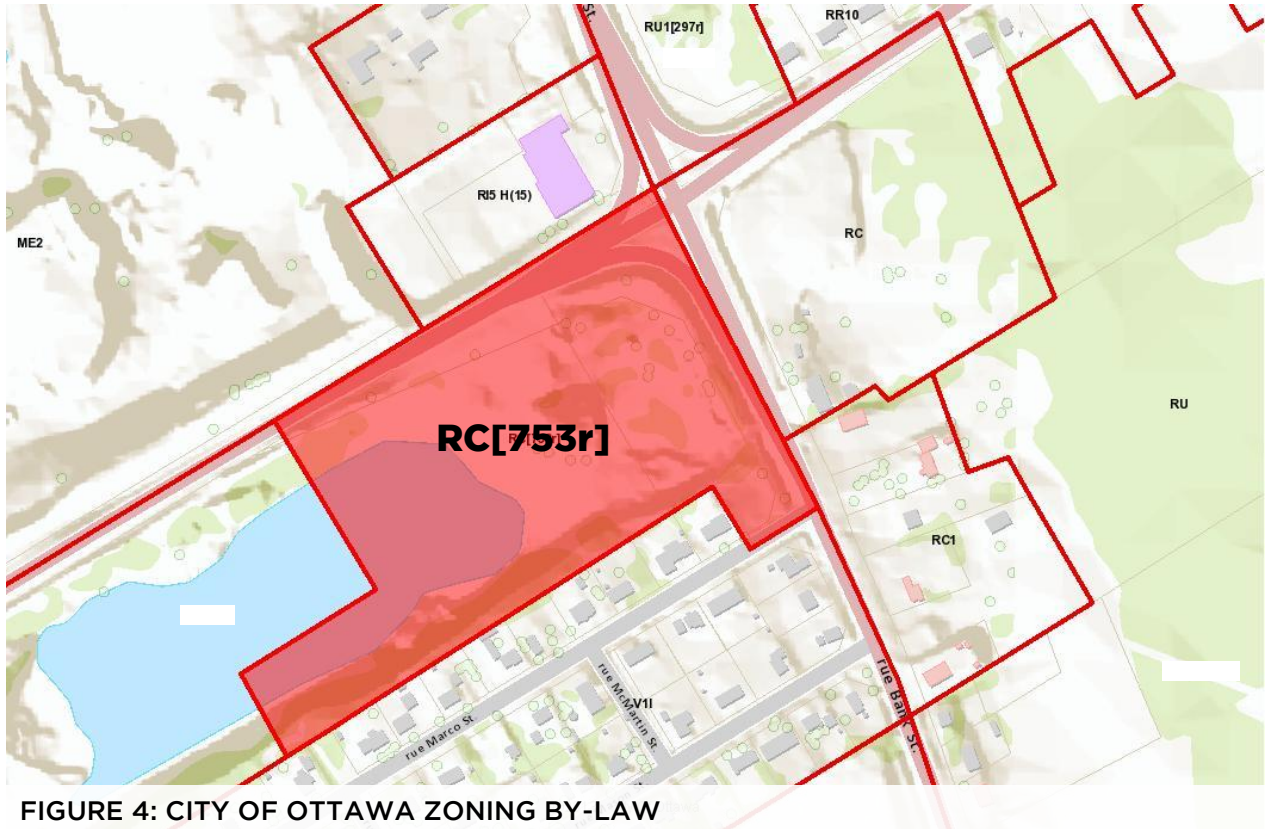 St.
RU1[297r]
RR10
RI5 H(15)
ME2
RC
RC[753r]
RU
RC1
rue Bank St.
rue McMartin St.
V1I
rue Marco St
FIGURE 4: CITY OF OTTAWA ZONING BY-LAW